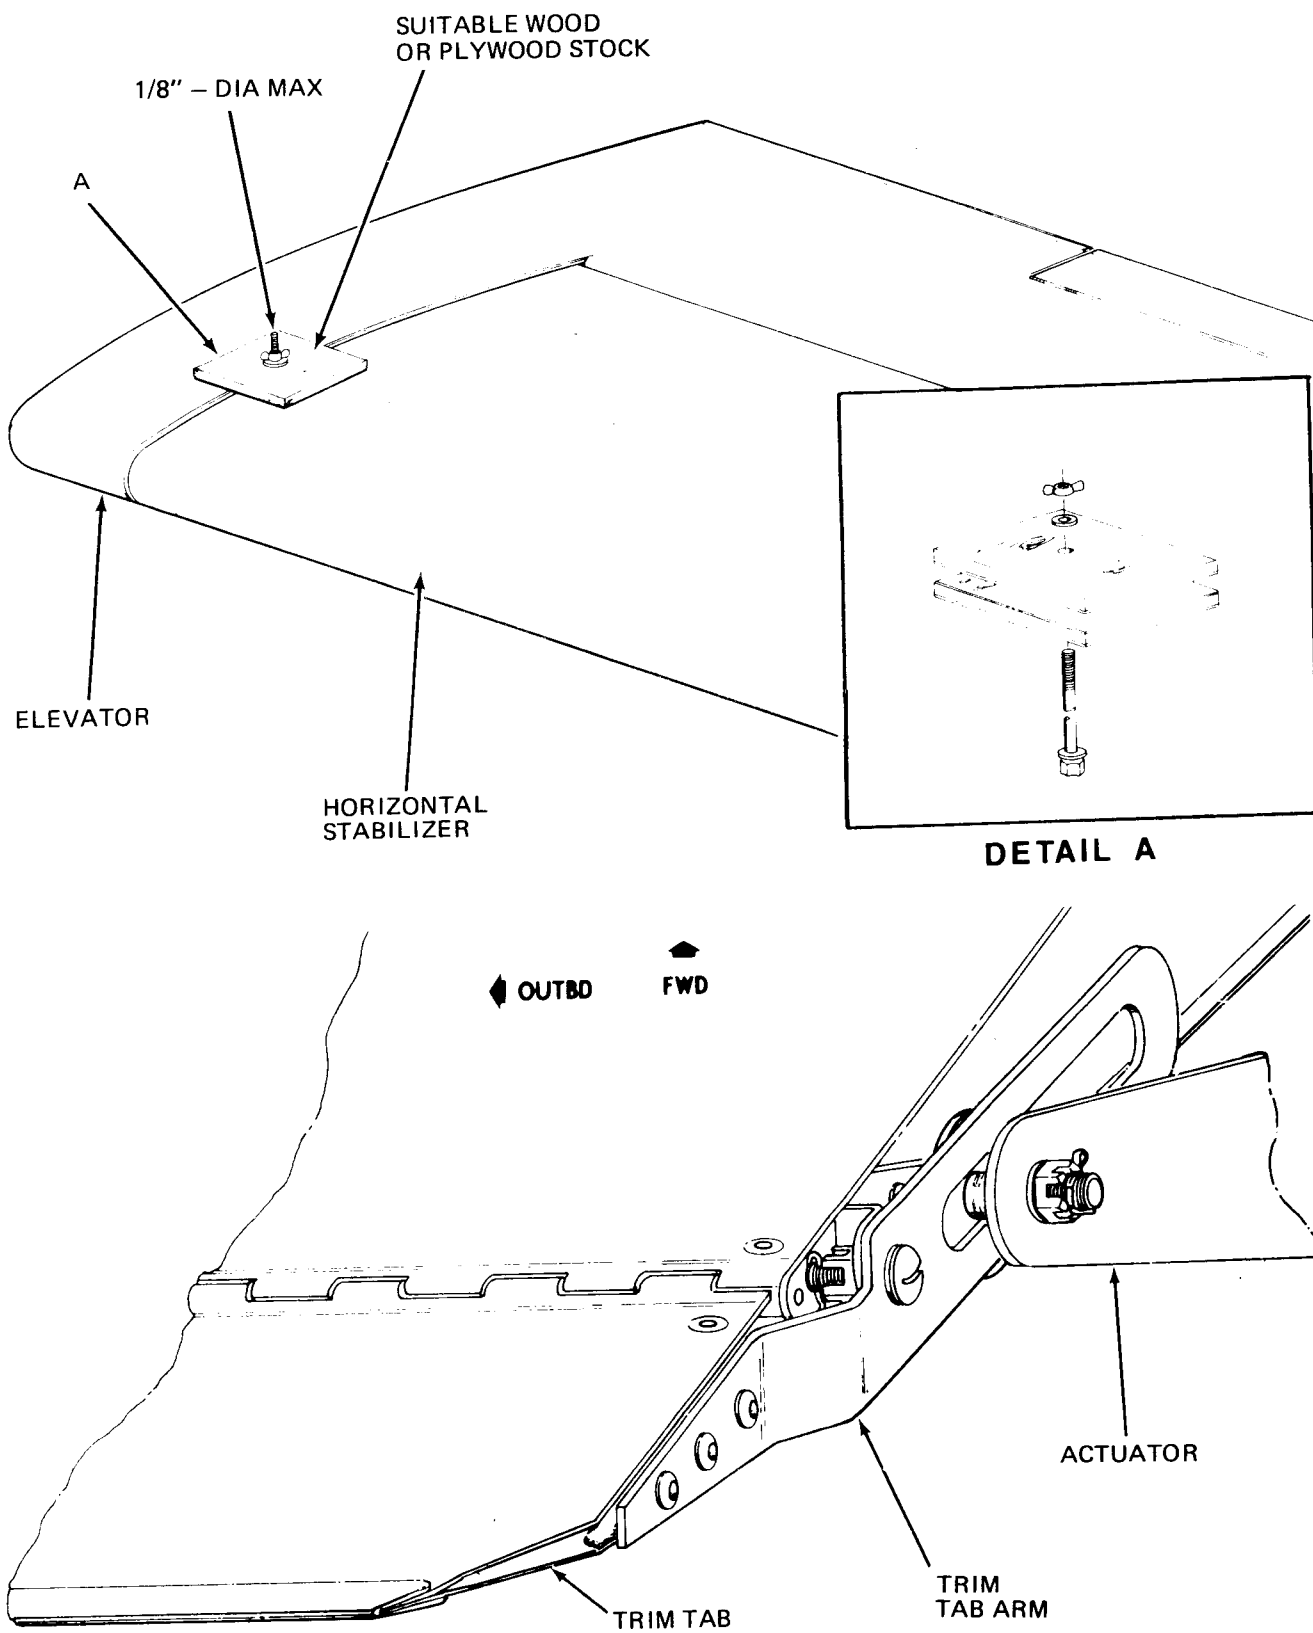 SUITABLE WOOD
OR PLYWOOD STOCK
1/8" – DIA MAX
A
ELEVATOR
HORIZONTAL
STABILIZER
DETAIL A
OUTBD
FWD
ACTUATOR
TRIM
TAB ARM
TRIM TAB